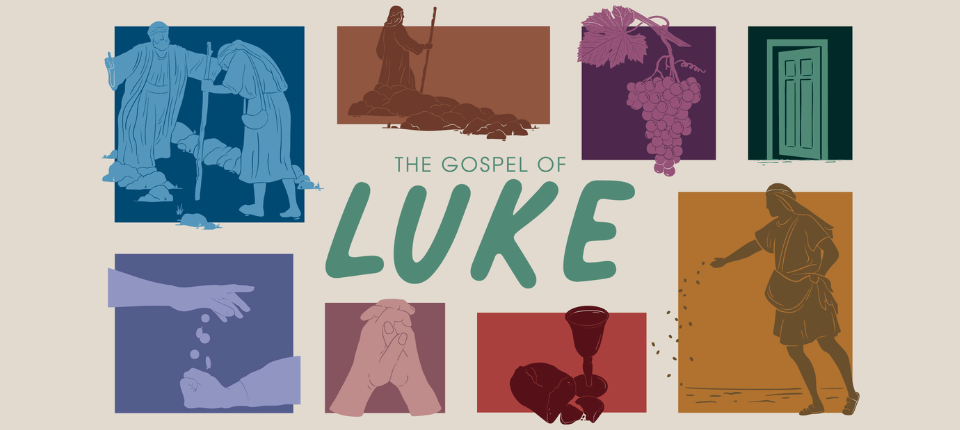 THE GOSPEL OF
LUKE